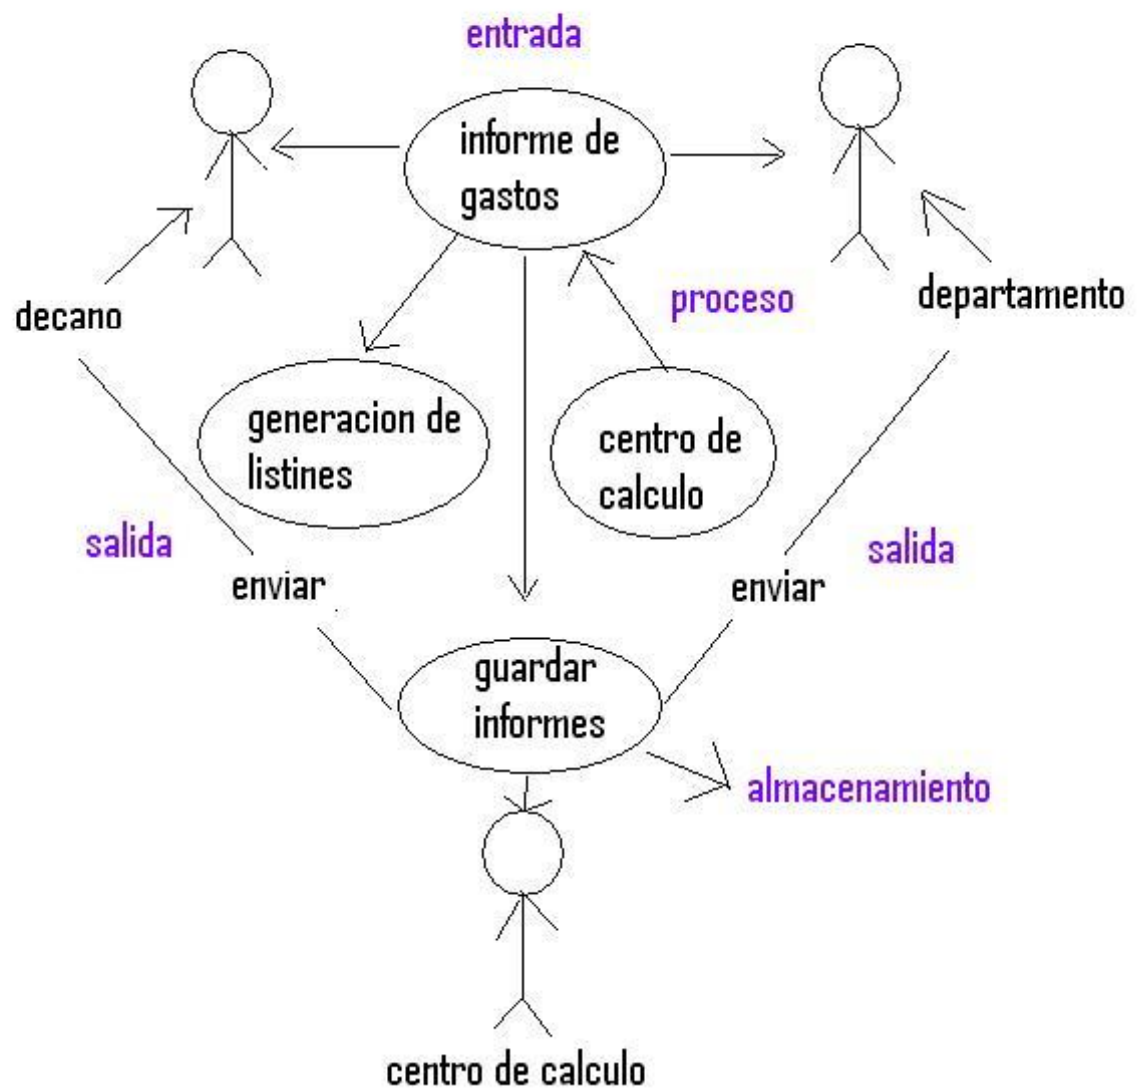 entrada
informe de
gastos
decano
proceso
departamento
generacion de
listines
centro de
calculo
salida
salida
enviar
enviar
guardar
informes
almacenamiento
centro de calculo